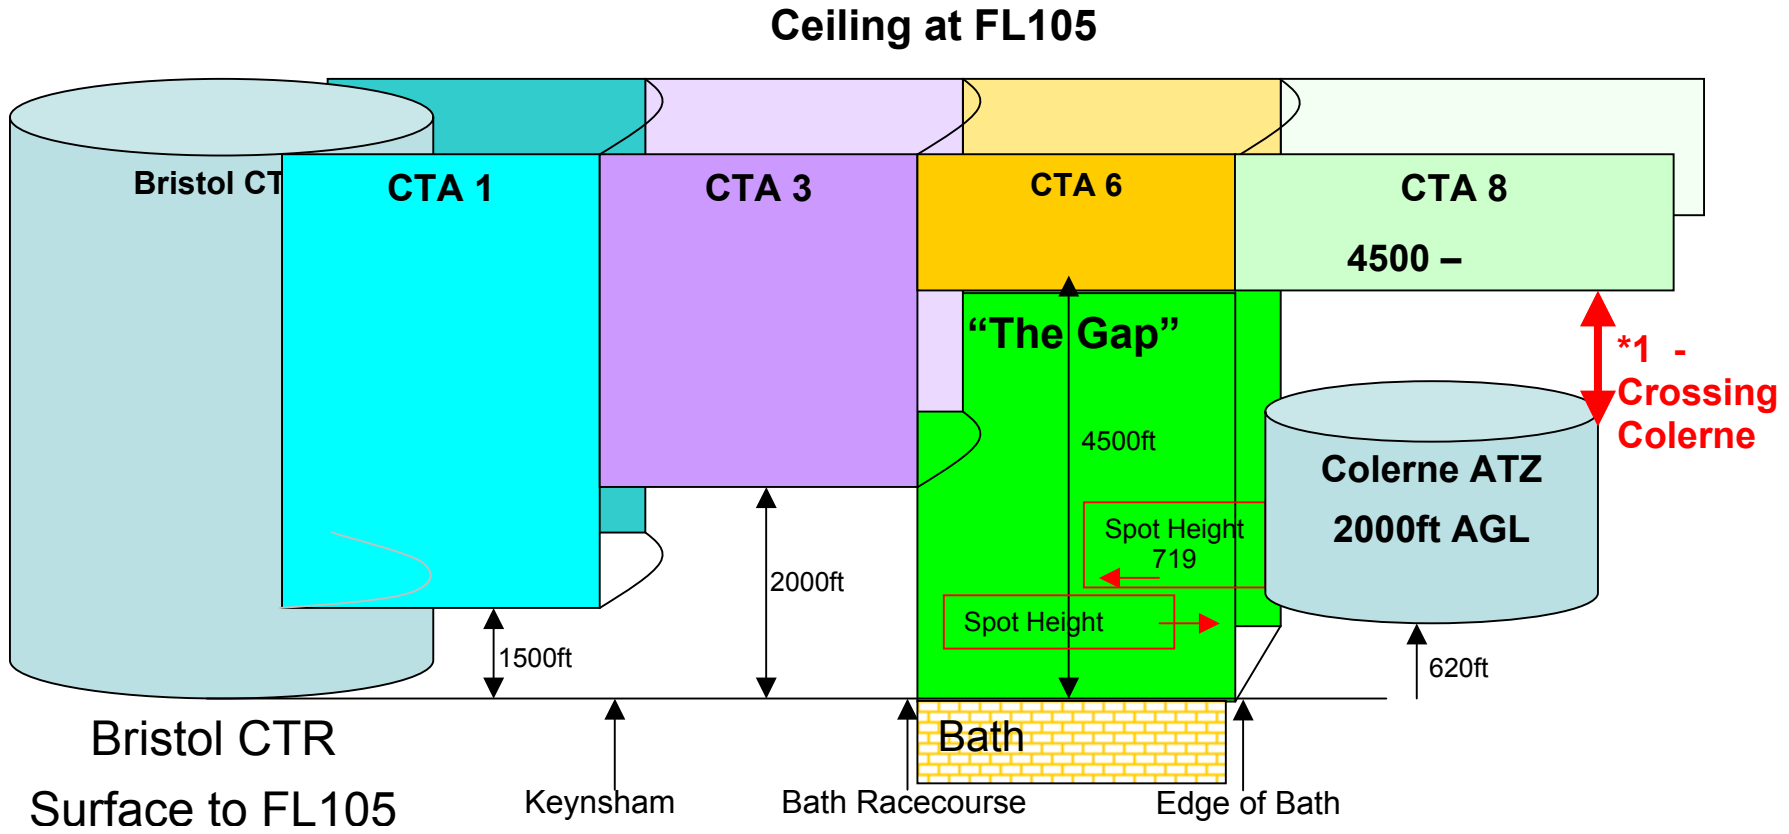 Ceiling at FL105
Bristol CT
CTA 1
CTA 3
CTA 6
CTA 8
4500 –
“The Gap”
*1 -
Crossing
Colerne
4500ft
Colerne ATZ
2000ft AGL
Spot Height
719
2000ft
Spot Height
1500ft
620ft
Bristol CTR
Surface to FL105
Bath
Keynsham
Bath Racecourse
Edge of Bath